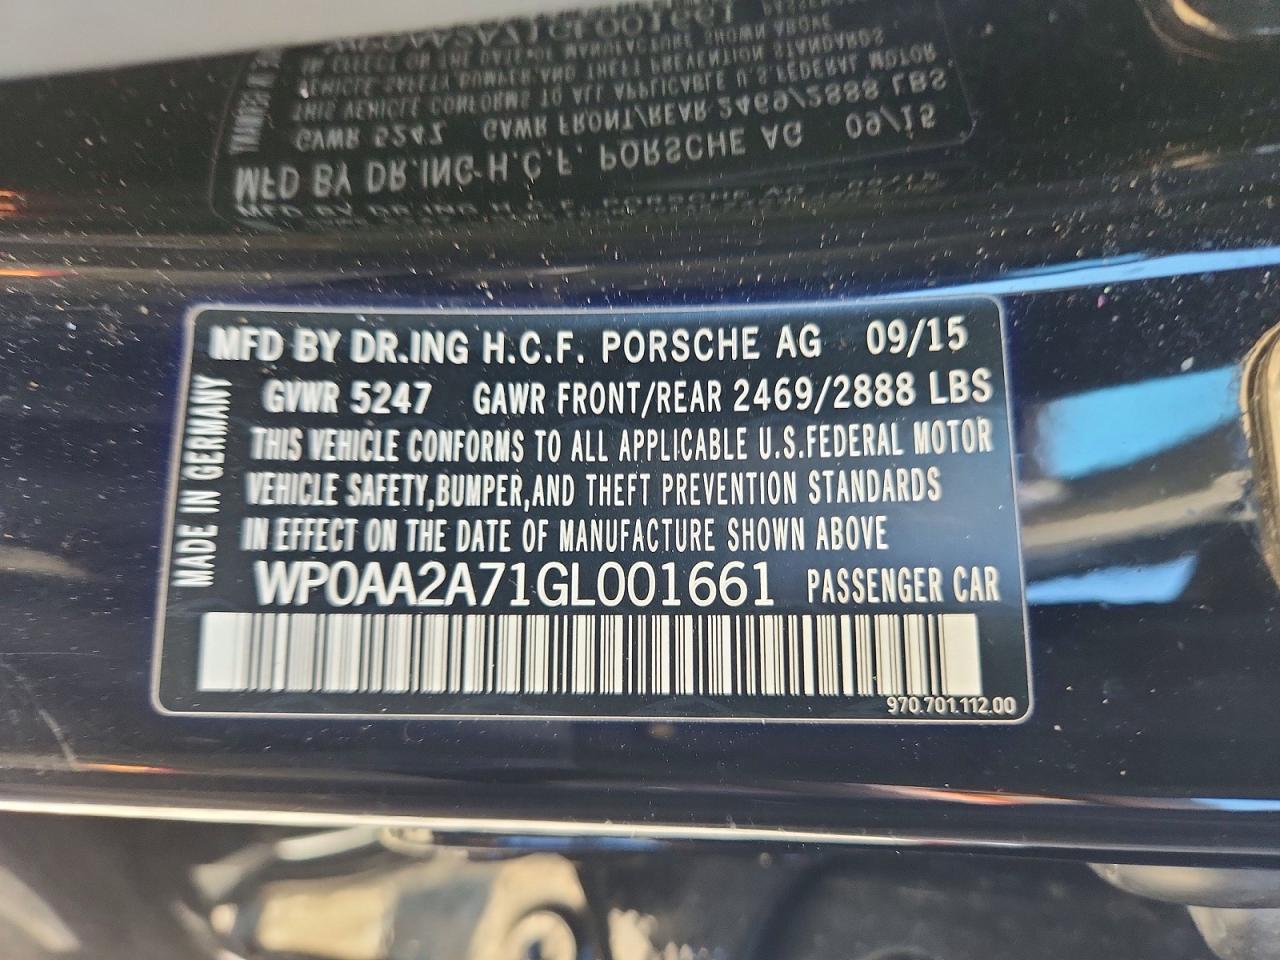 MFD BY DR.ING H.C.F. PORSCHE AG 09/15
GVWR 5247 GAWR FRONT/REAR 2469/2888 LBS
THIS VEHICLE CONFORMS TO ALL APPLICABLE U.S.FEDERAL MOTOR
VEHICLE SAFETY,BUMPER,AND THEFT PREVENTION STANDARDS
IN EFFECT ON THE DATE OF MANUFACTURE SHOWN ABOVE
WP0AA2A71GL001661 PASSENGER CAR
MADE IN GERMANY
970.701.112.00